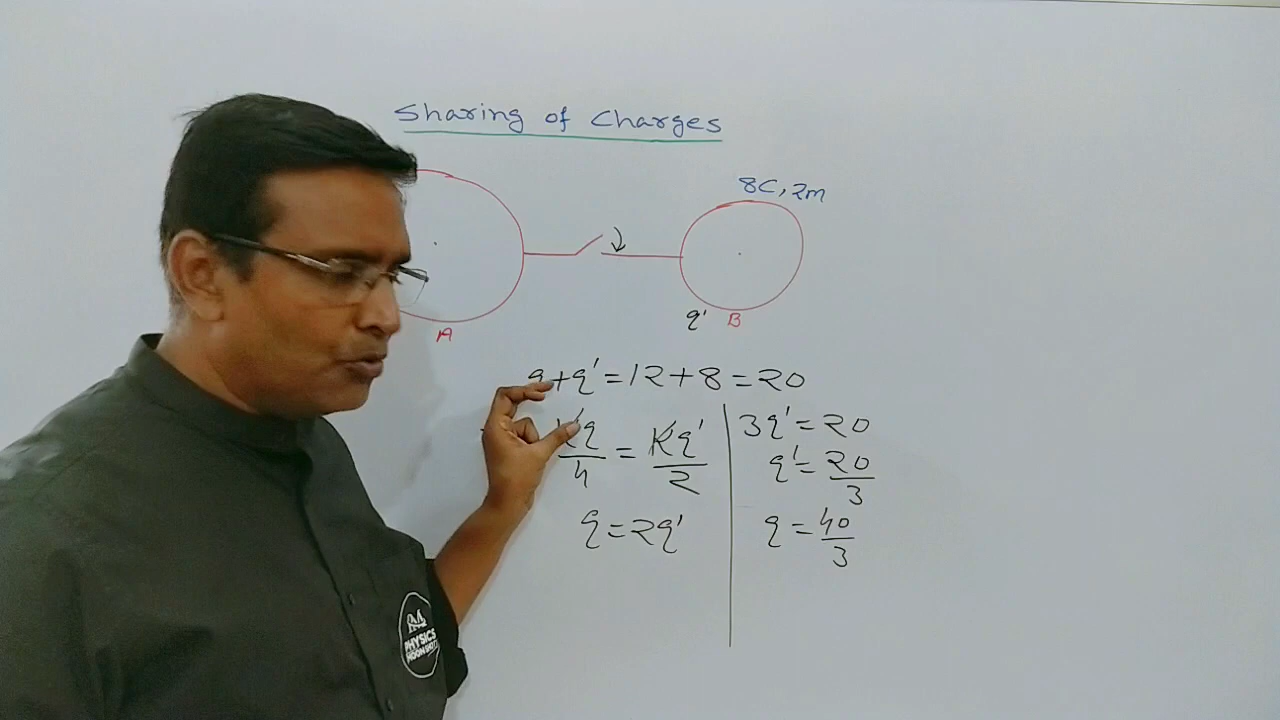 Sharing of Charges
8C, 2m
A
q' B
q+q'=12+8=20
Kq/4 = Kq'/2
q=2q'
3q'=20
q'=20/3
q=40/3
PHYSICS